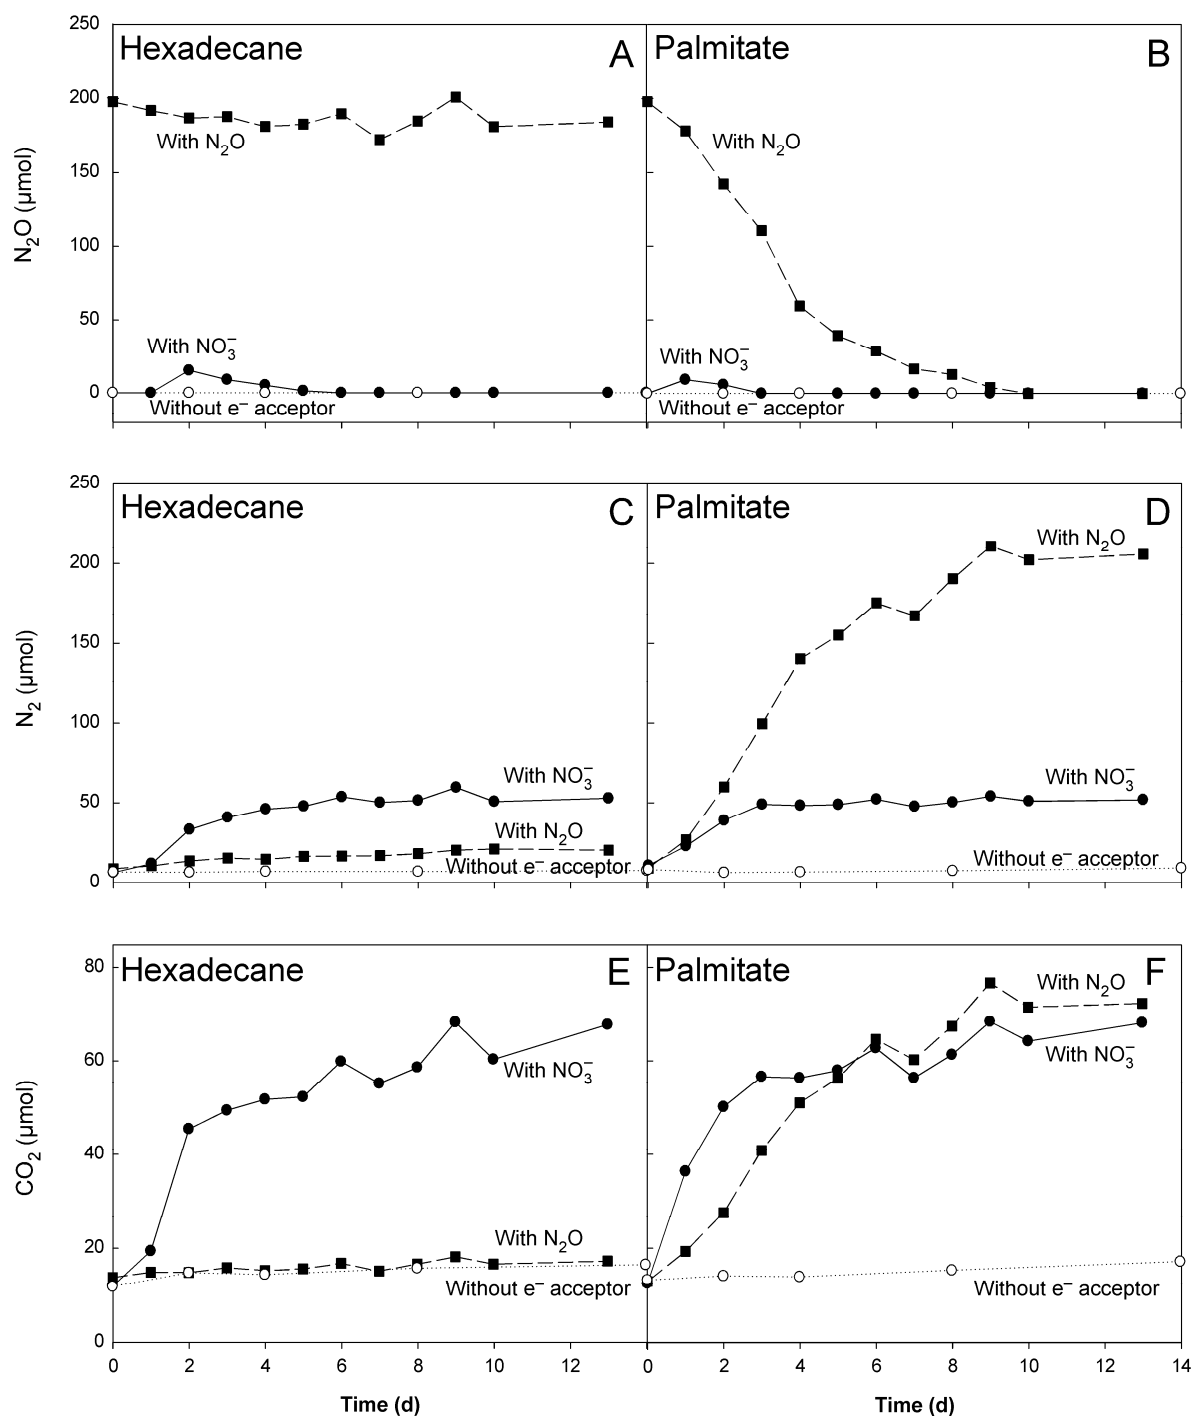 250
200
150
100
50
0
N₂O (µmol)
Hexadecane
A
With N₂O
With NO₃⁻
Without e⁻ acceptor
Palmitate
B
With N₂O
With NO₃⁻
Without e⁻ acceptor
250
200
150
100
50
0
N₂ (µmol)
Hexadecane
C
With NO₃⁻
With N₂O
Without e⁻ acceptor
Palmitate
D
With N₂O
With NO₃⁻
Without e⁻ acceptor
80
60
40
20
0
CO₂ (µmol)
Hexadecane
E
With NO₃⁻
With N₂O
Without e⁻ acceptor
Palmitate
F
With N₂O
With NO₃⁻
Without e⁻ acceptor
0 2 4 6 8 10 12 0 2 4 6 8 10 12 14
Time (d) Time (d)